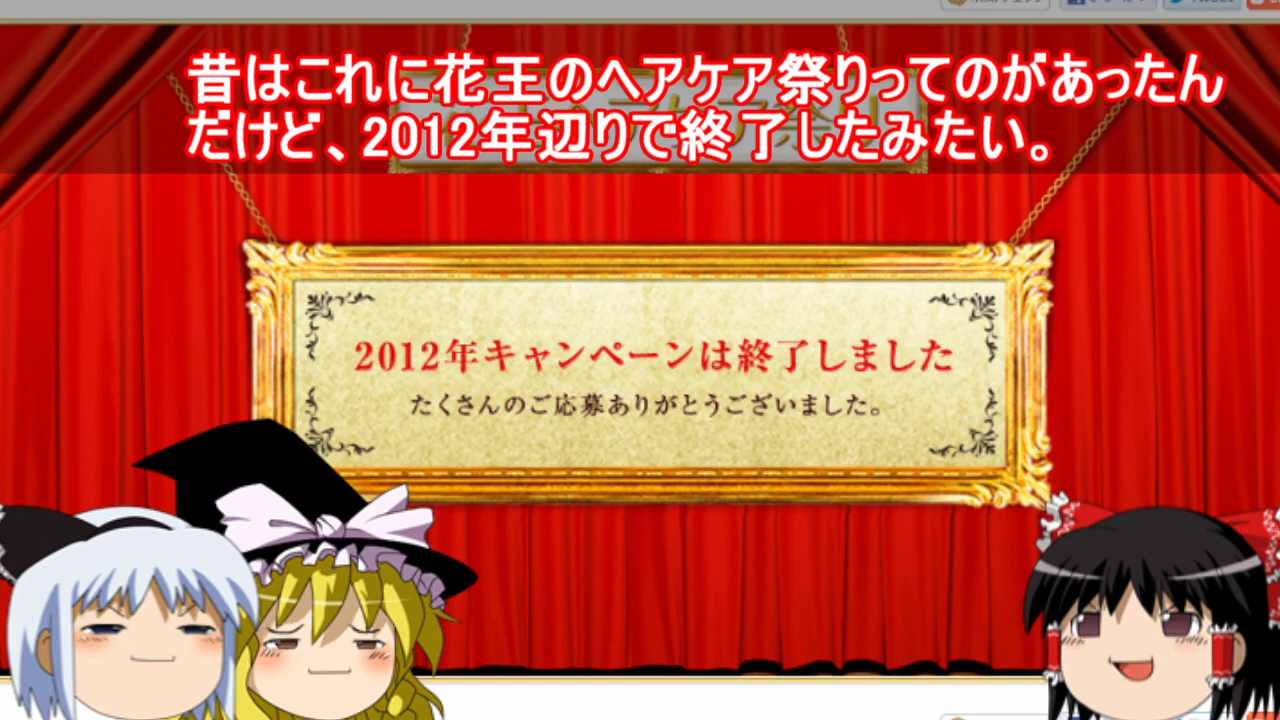 昔はこれに花王のヘアケア祭りってのがあったん
だけど、2012年辺りで終了したみたい。
2012年キャンペーンは終了しました
たくさんのご応募ありがとうございました。